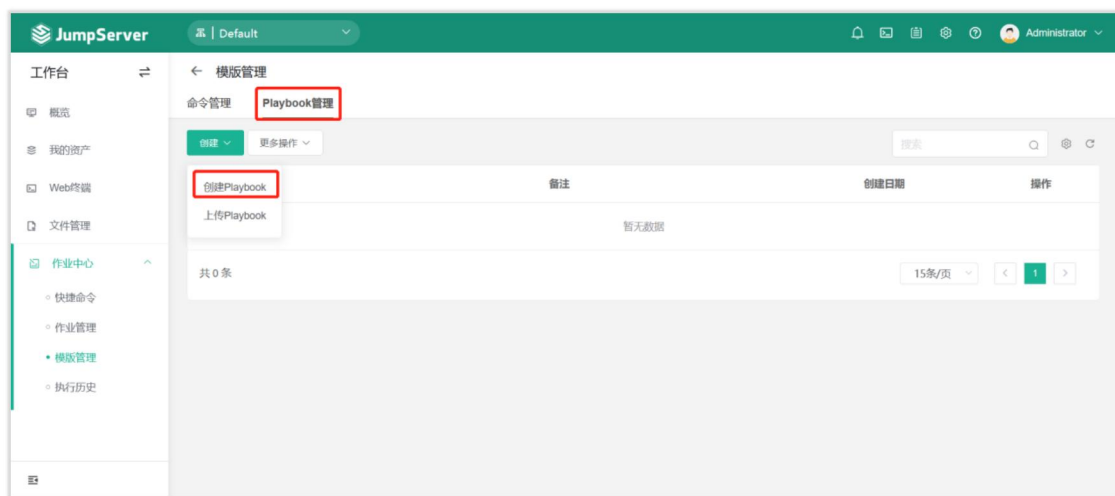 JumpServer
Default
Administrator
工作台
模版管理
命令管理
Playbook管理
概览
我的资产
Web终端
文件管理
作业中心
快捷命令
作业管理
模版管理
执行历史
创建
更多操作
搜索
创建Playbook
上传Playbook
备注
创建日期
操作
暂无数据
共 0 条
15条/页
1